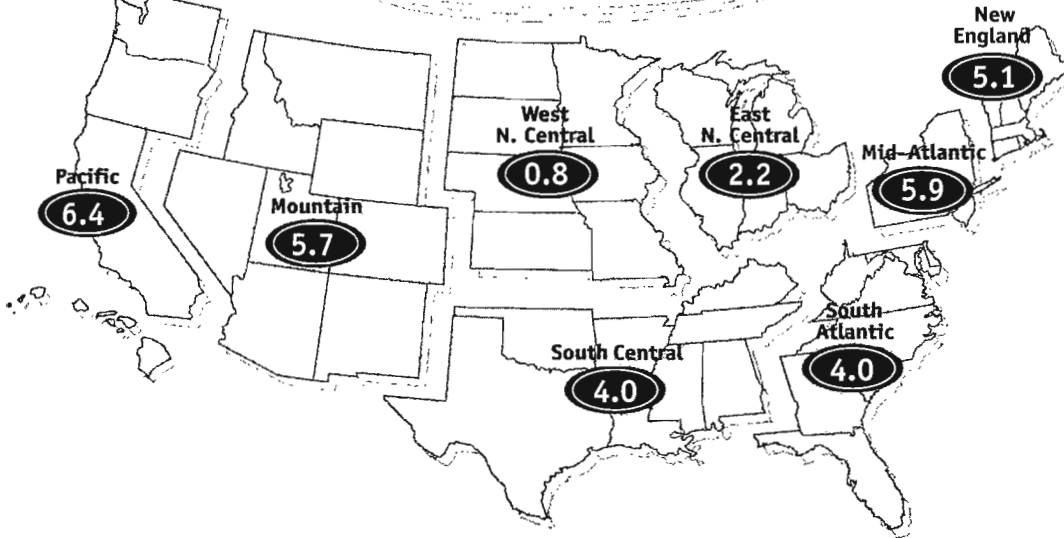 New
England
5.1
West
N. Central
0.8
East
N. Central
2.2
Mid-Atlantic
5.9
Pacific
6.4
Mountain
5.7
South
Atlantic
4.0
South Central
4.0